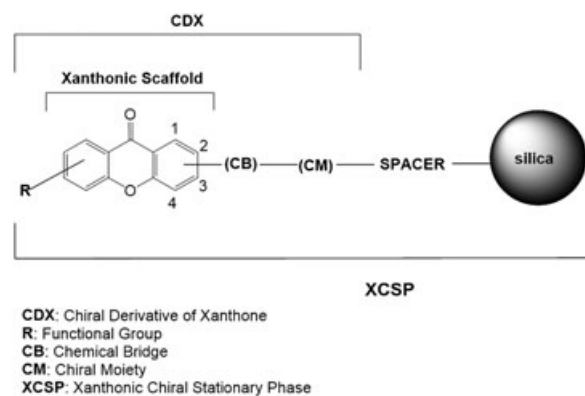 CDX
Xanthonic Scaffold
O
1
2
(CB)
(CM)
SPACER
silica
3
R
O
4
XCSP
CDX: Chiral Derivative of Xanthone
R: Functional Group
CB: Chemical Bridge
CM: Chiral Moiety
XCSP: Xanthonic Chiral Stationary Phase